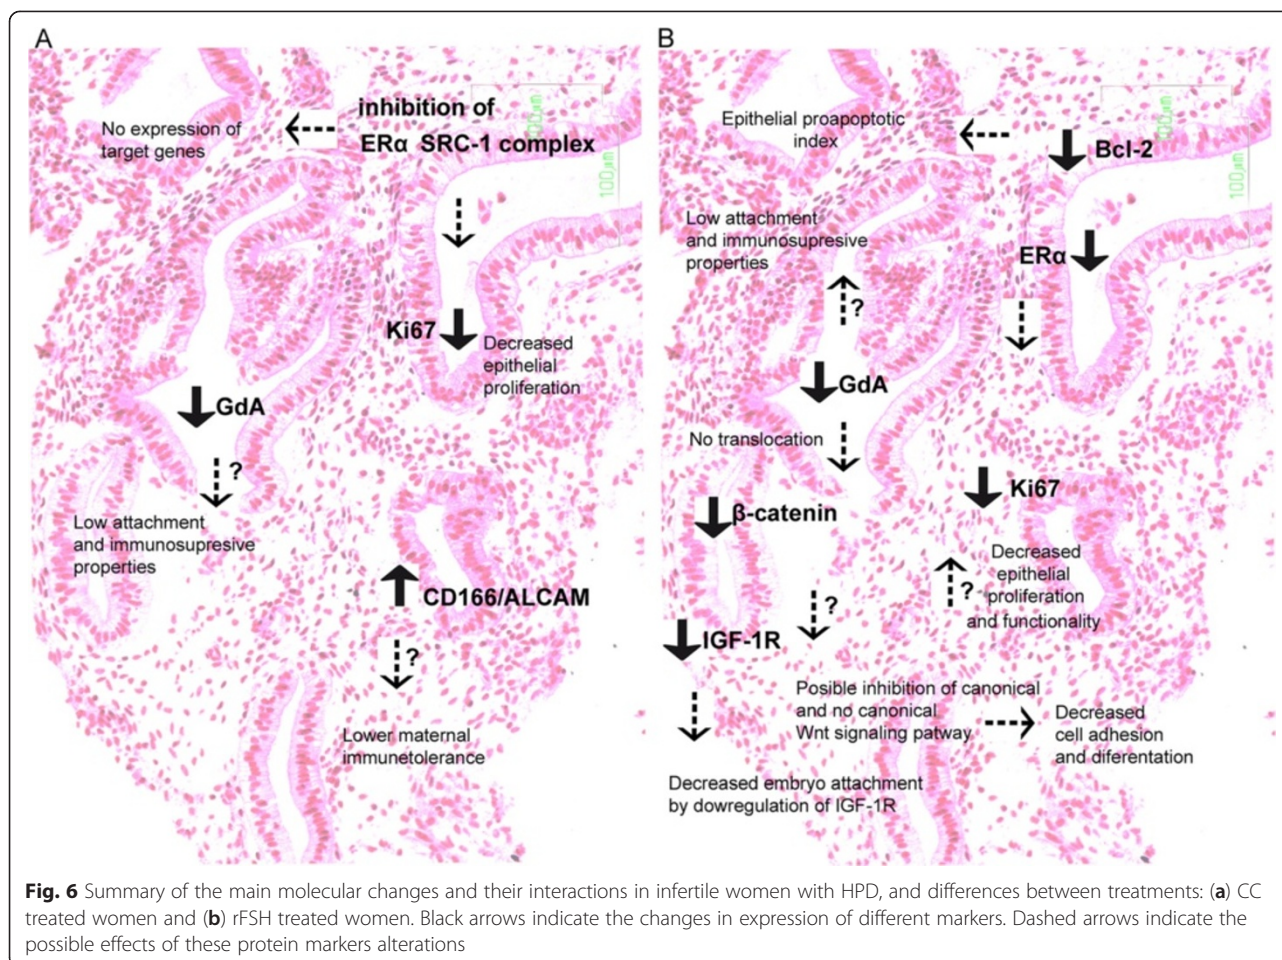 A
inhibition of
ERα SRC-1 complex
No expression of
target genes
100µm
100µm
Ki67
Decreased
epithelial
proliferation
GdA
?
Low attachment
and immunosupresive
properties
CD166/ALCAM
?
Lower maternal
immunetolerance
B
Epithelial proapoptotic
index
Bcl-2
100µm
100µm
Low attachment
and immunosupresive
properties
ERα
?
GdA
No translocation
Ki67
β-catenin
Decreased
epithelial
?
proliferation
and functionality
?
IGF-1R
Posible inhibition of canonical
and no canonical
Wnt signaling patway
Decreased
cell adhesion
and diferentation
Decreased embryo attachment
by dowregulation of IGF-1R
Fig. 6 Summary of the main molecular changes and their interactions in infertile women with HPD, and differences between treatments: (a) CC
treated women and (b) rFSH treated women. Black arrows indicate the changes in expression of different markers. Dashed arrows indicate the
possible effects of these protein markers alterations